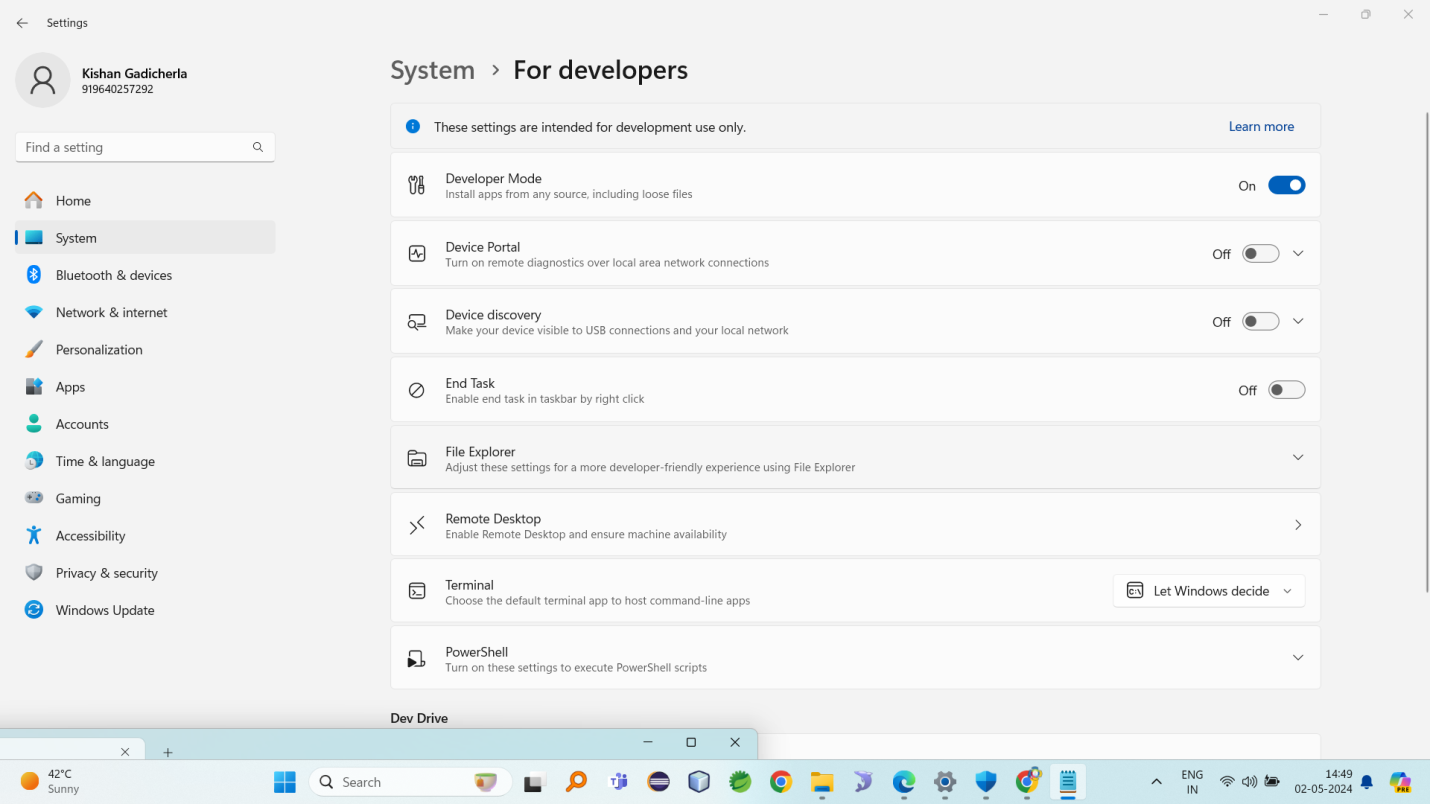 Settings
Kishan Gadicherla
919640257292
Find a setting
Home
System
Bluetooth & devices
Network & internet
Personalization
Apps
Accounts
Time & language
Gaming
Accessibility
Privacy & security
Windows Update
System > For developers
These settings are intended for development use only. Learn more
Developer Mode
Install apps from any source, including loose files
On
Device Portal
Turn on remote diagnostics over local area network connections
Off
Device discovery
Make your device visible to USB connections and your local network
Off
End Task
Enable end task in taskbar by right click
Off
File Explorer
Adjust these settings for a more developer-friendly experience using File Explorer
Remote Desktop
Enable Remote Desktop and ensure machine availability
Terminal
Choose the default terminal app to host command-line apps
Let Windows decide
PowerShell
Turn on these settings to execute PowerShell scripts
Dev Drive
42°C
Sunny
Search
ENG
IN
14:49
02-05-2024
PRE